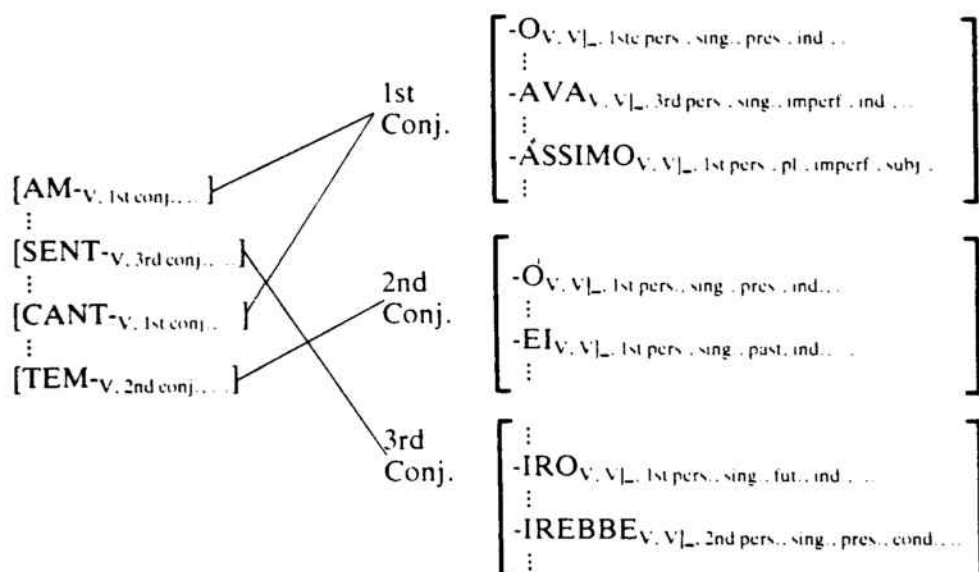 [AM-V, 1st conj., ... ]
[SENT-V, 3rd conj., ... ]
[CANT-V, 1st conj., .. ]
[TEM-V, 2nd conj., ... ]
1st
Conj.
2nd
Conj.
3rd
Conj.
-OV, V]_, 1ste pers., sing., pres., ind ...
-AVAV, V]_, 3rd pers., sing., imperf., ind ...
-ÁSSIMOV, V]_, 1st pers., pl., imperf., subj.
-ÓV, V]_, 1st pers., sing., pres., ind ...
-EIV, V]_, 1st pers., sing., past, ind ....
-IROV, V]_, 1st pers., sing., fut., ind ....
-IREBBEV, V]_, 2nd pers., sing., pres., cond ....